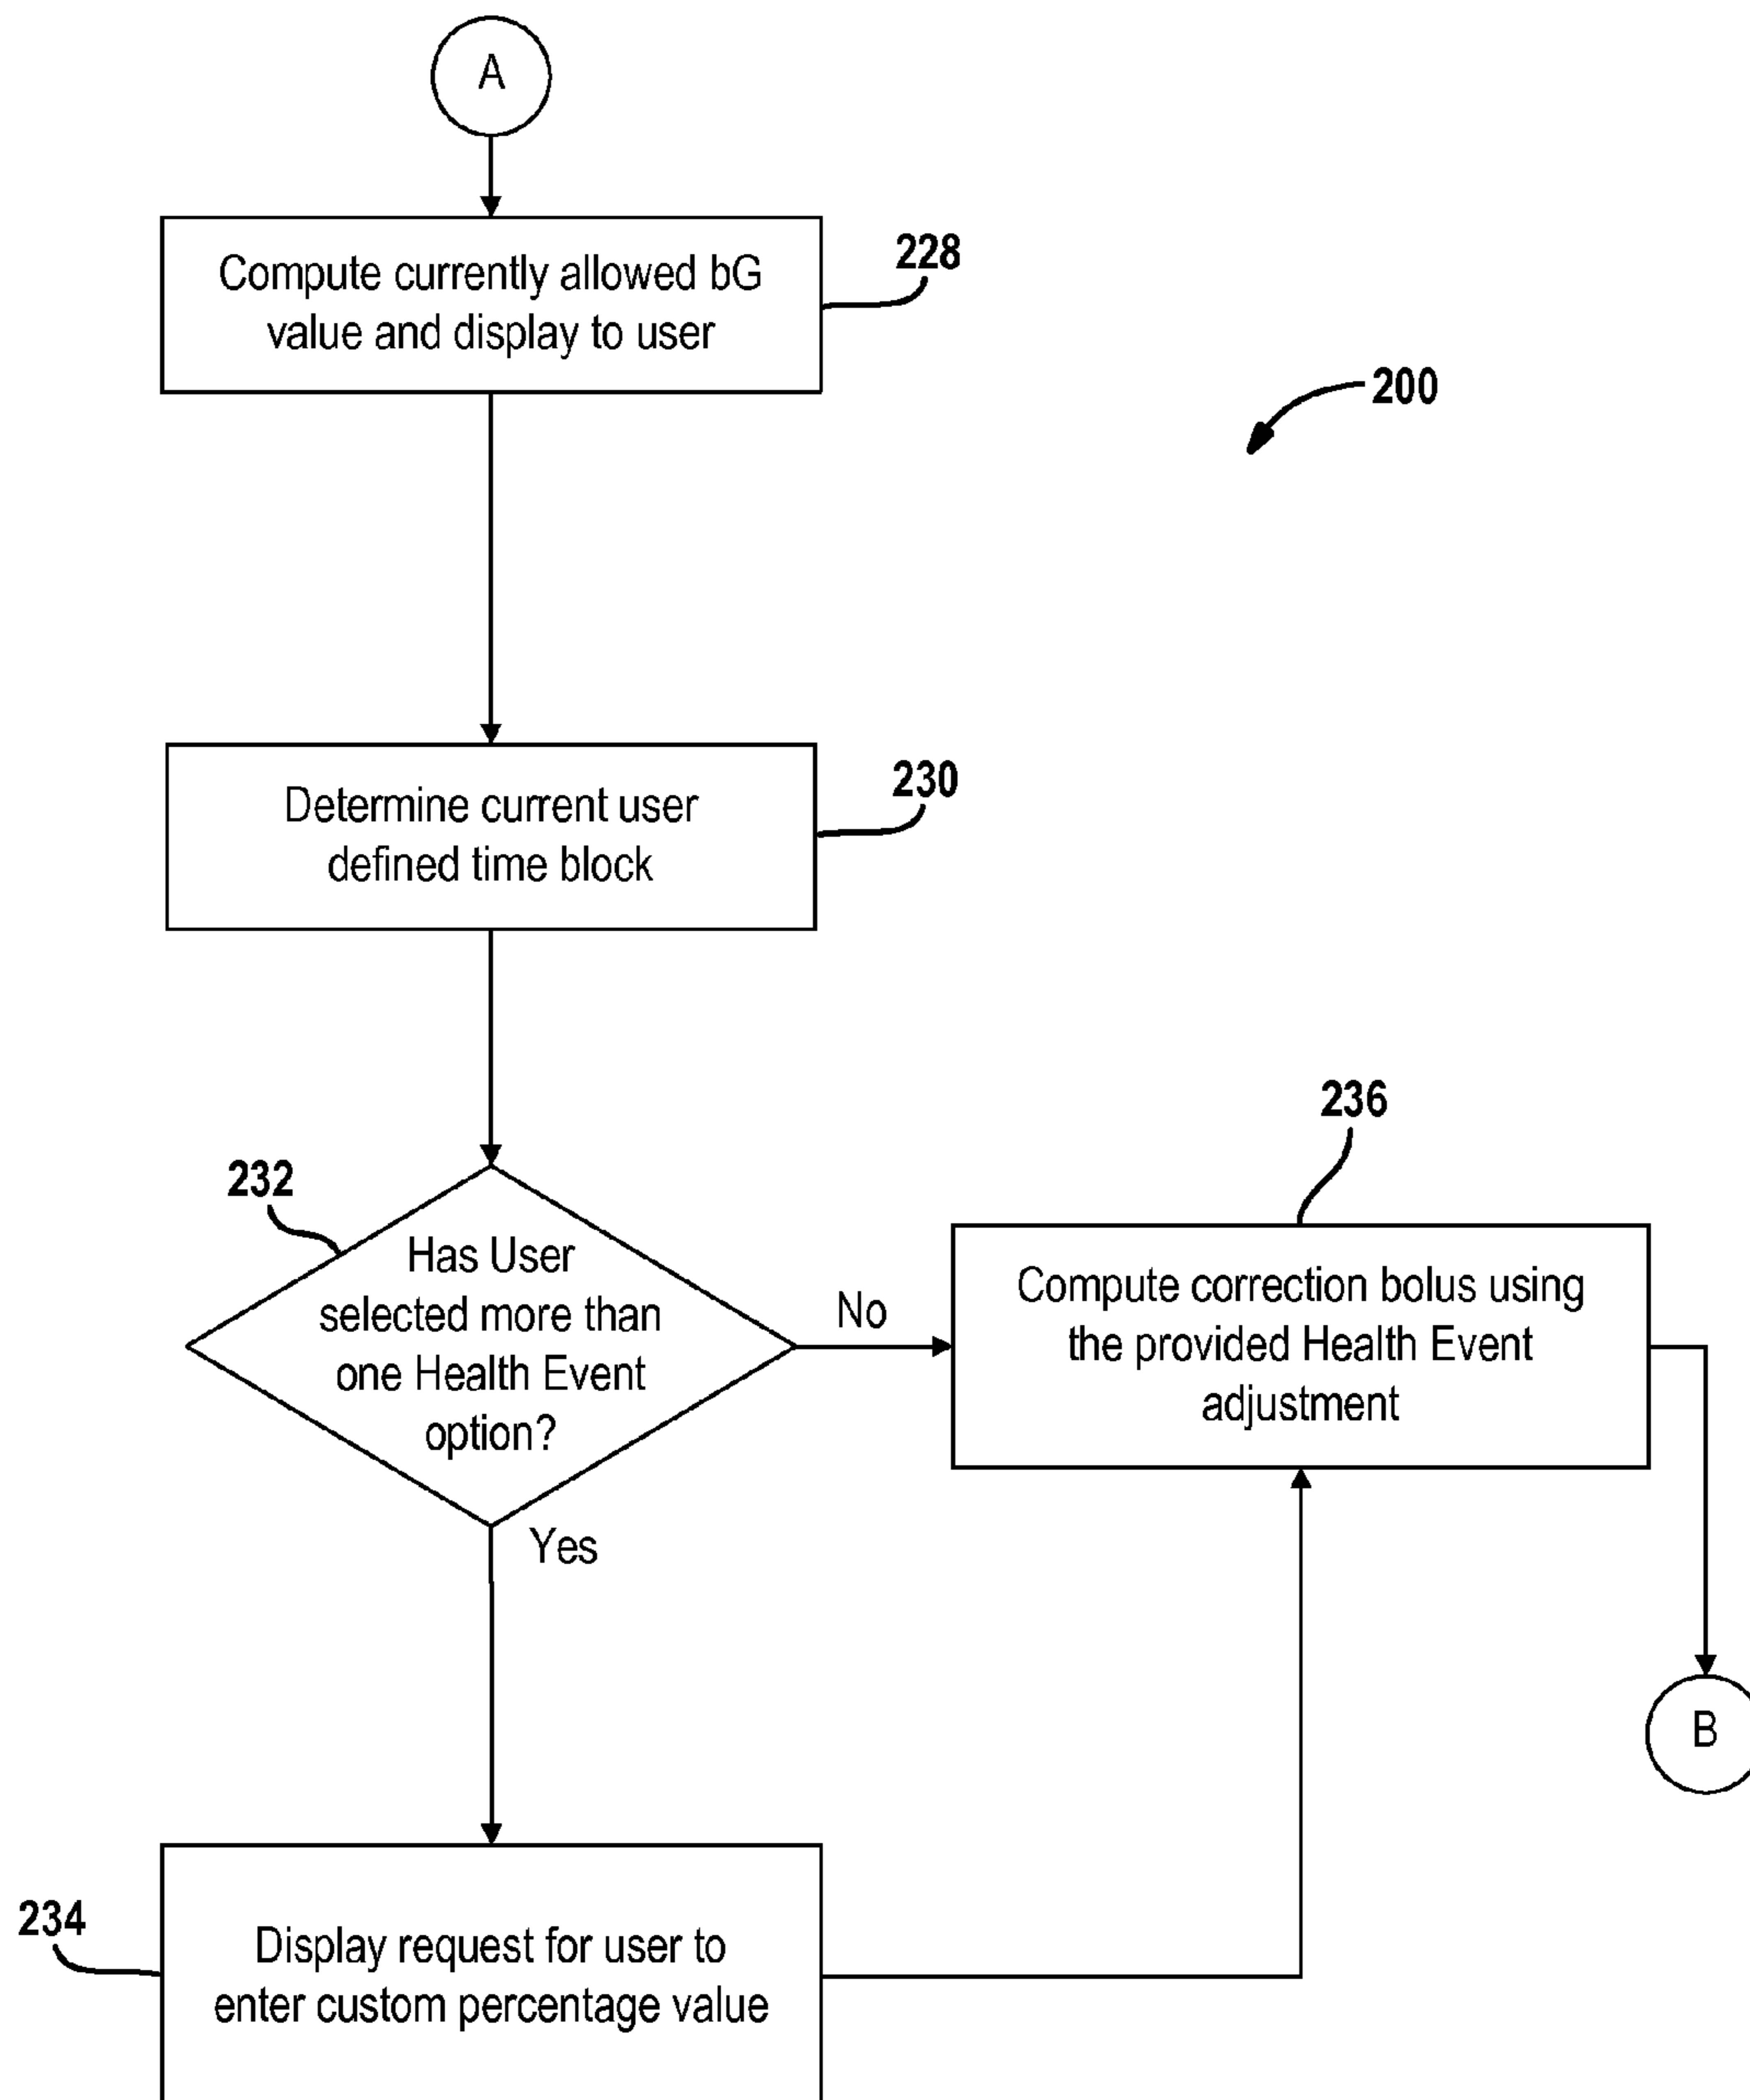 A
Compute currently allowed bG
value and display to user
228
200
Determine current user
defined time block
230
232
Has User
selected more than
one Health Event
option?
No
Yes
236
Compute correction bolus using
the provided Health Event
adjustment
B
234
Display request for user to
enter custom percentage value